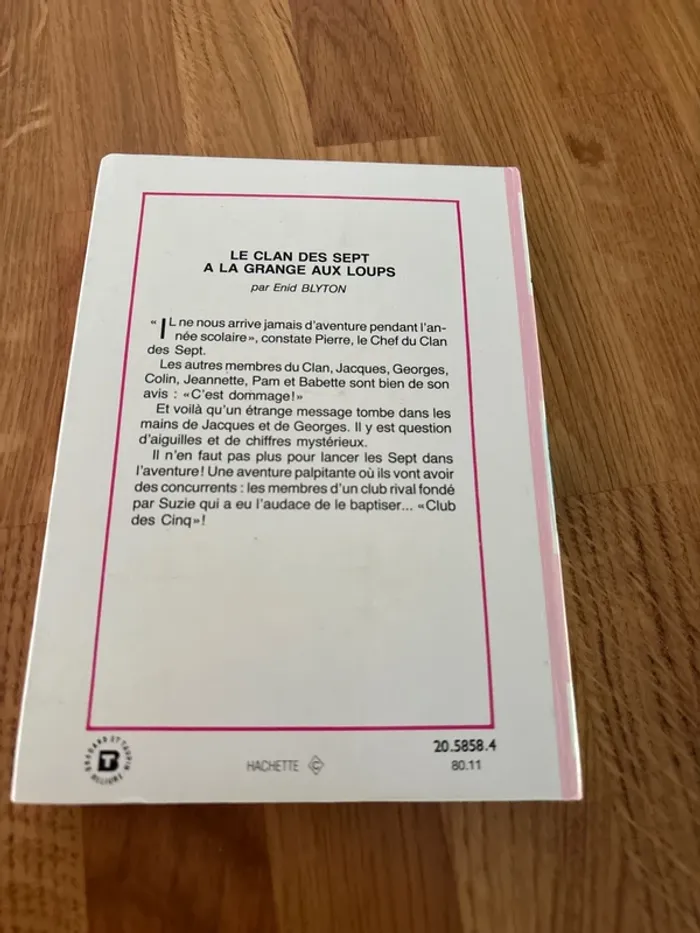 LE CLAN DES SEPT
A LA GRANGE AUX LOUPS
par Enid BLYTON
« IL ne nous arrive jamais d'aventure pendant l'an-
née scolaire», constate Pierre, le Chef du Clan
des Sept.
Les autres membres du Clan, Jacques, Georges,
Colin, Jeannette, Pam et Babette sont bien de son
avis : «C'est dommage!»
Et voilà qu'un étrange message tombe dans les
mains de Jacques et de Georges. Il y est question
d'aiguilles et de chiffres mystérieux.
Il n'en faut pas plus pour lancer les Sept dans
l'aventure! Une aventure palpitante où ils vont avoir
des concurrents : les membres d'un club rival fondé
par Suzie qui a eu l'audace de le baptiser... «Club
des Cinq»!
BRODARD ET TAUPIN
RELIURE
HACHETTE C
20.5858.4
80.11